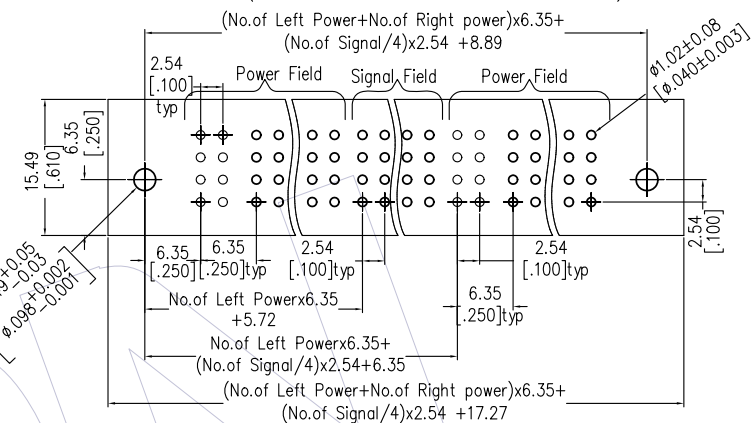 (No.of Left Power+No.of Right power)x6.35+
(No.of Signal/4)x2.54 +8.89
2.54
[.100]
typ
Power Field
Signal Field
Power Field
ø1.02±0.08
[ø.040±0.003]
15.49
[.610]
6.35
[.250]
2.54
[.100]
+0.05
-0.03
ø.098+0.002
-0.001
6.35
[.250]
6.35
[.250]typ
2.54
[.100]typ
2.54
[.100]typ
No.of Left Powerx6.35
+5.72
6.35
[.250]typ
No.of Left Powerx6.35+
(No.of Signal/4)x2.54+6.35
(No.of Left Power+No.of Right power)x6.35+
(No.of Signal/4)x2.54 +17.27